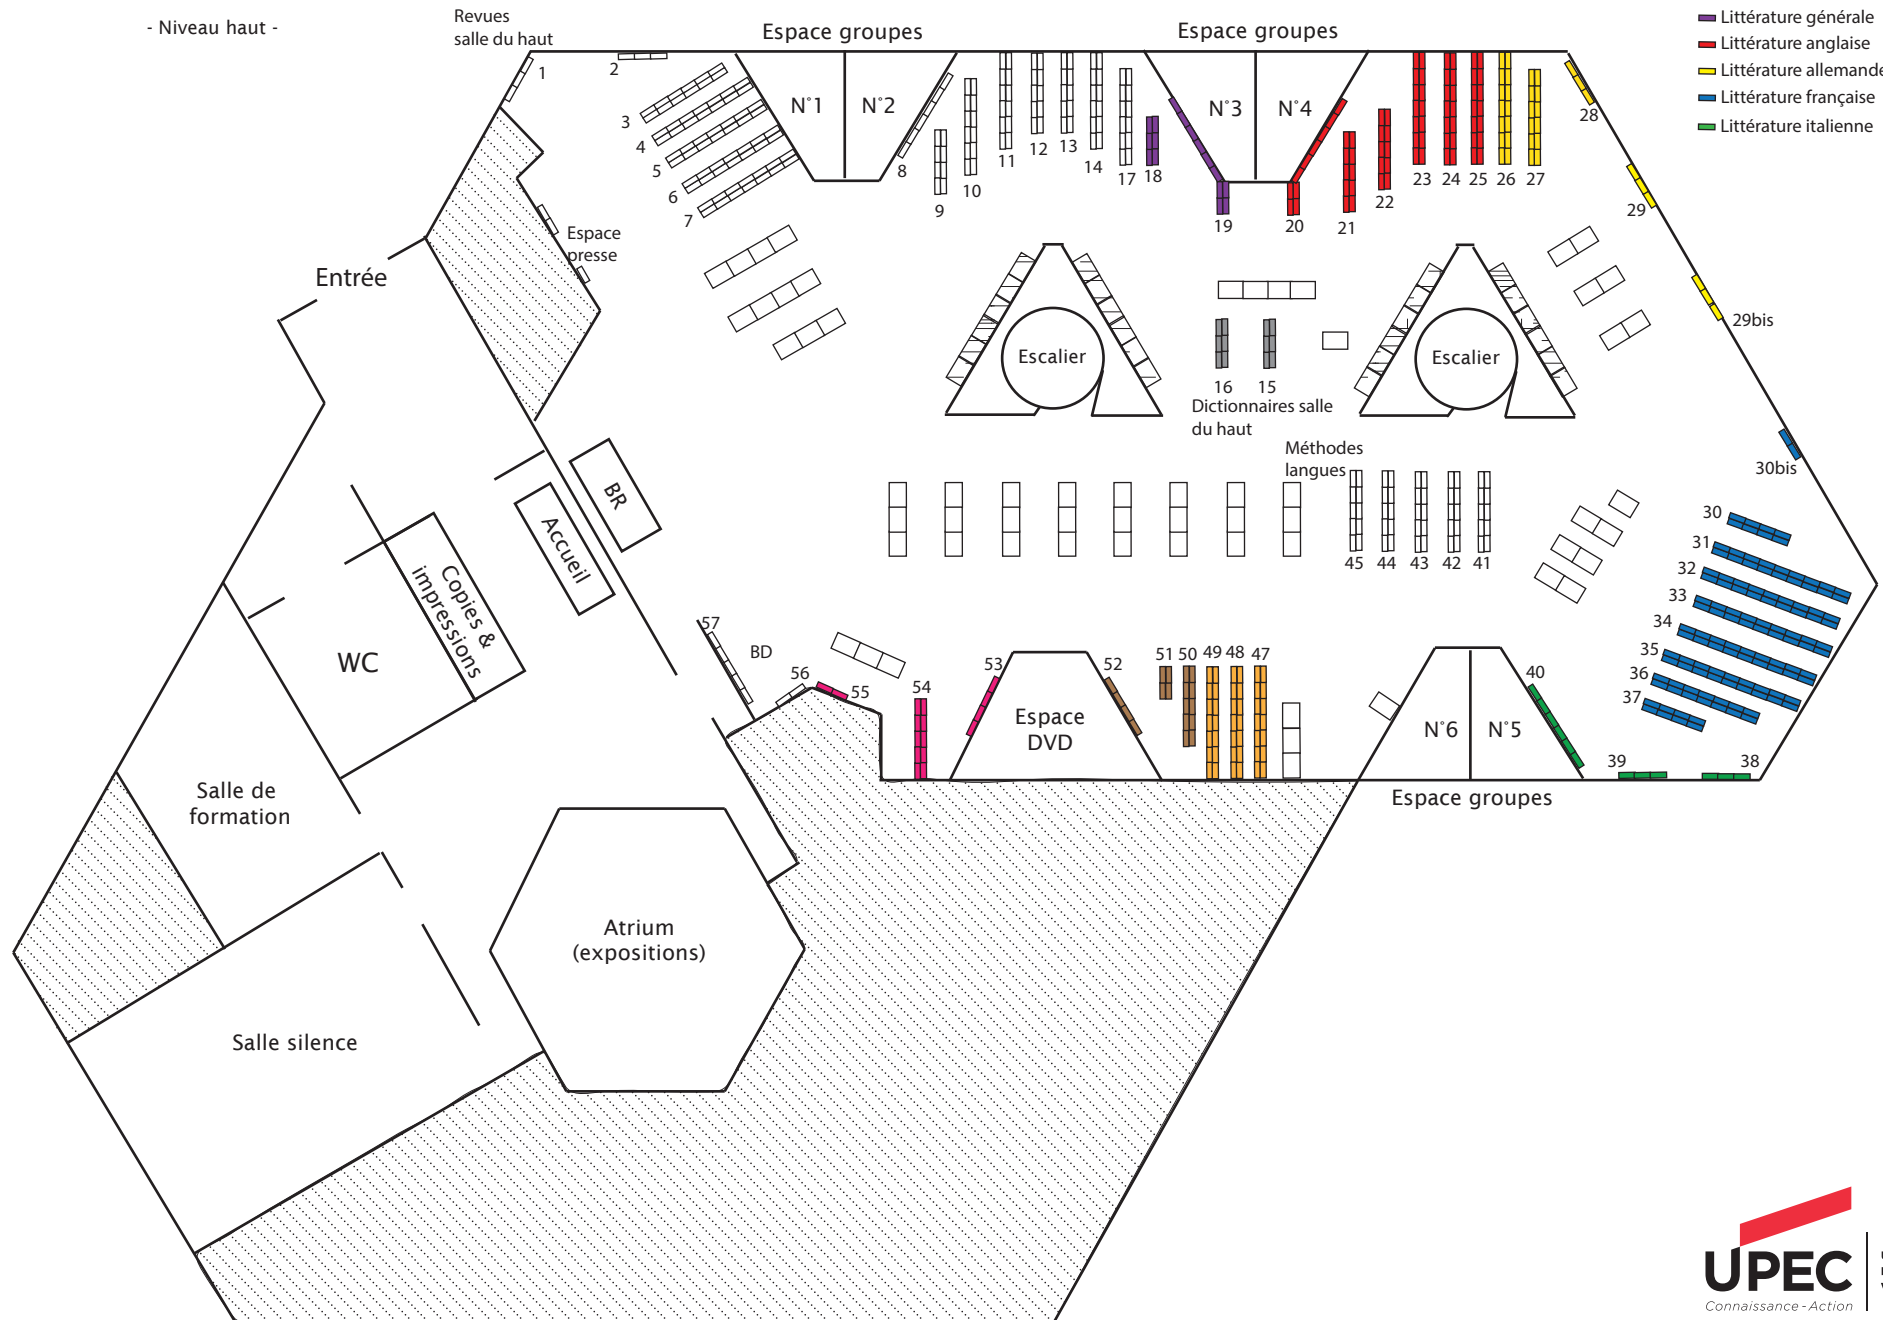 - Niveau haut -
Revues
salle du haut
Espace groupes
Espace groupes
Littérature générale
Littérature anglaise
Littérature allemande
Littérature française
Littérature italienne
1
2
3
4
5
6
7
N°1
N°2
8
9
10
11
12
13
14
17
18
N°3
N°4
19
20
21
22
23
24
25
26
27
28
29
29bis
Espace
presse
Entrée
Escalier
16
15
Dictionnaires salle
du haut
Escalier
Méthodes
langues
45
44
43
42
41
30bis
30
31
32
33
34
35
36
37
BR
Accueil
Copies &
impressions
WC
57
BD
56
55
54
53
52
51
50
49
48
47
Espace
DVD
N°6
N°5
40
39
38
Espace groupes
Salle de
formation
Atrium
(expositions)
Salle silence
UPEC
Connaissance - Action